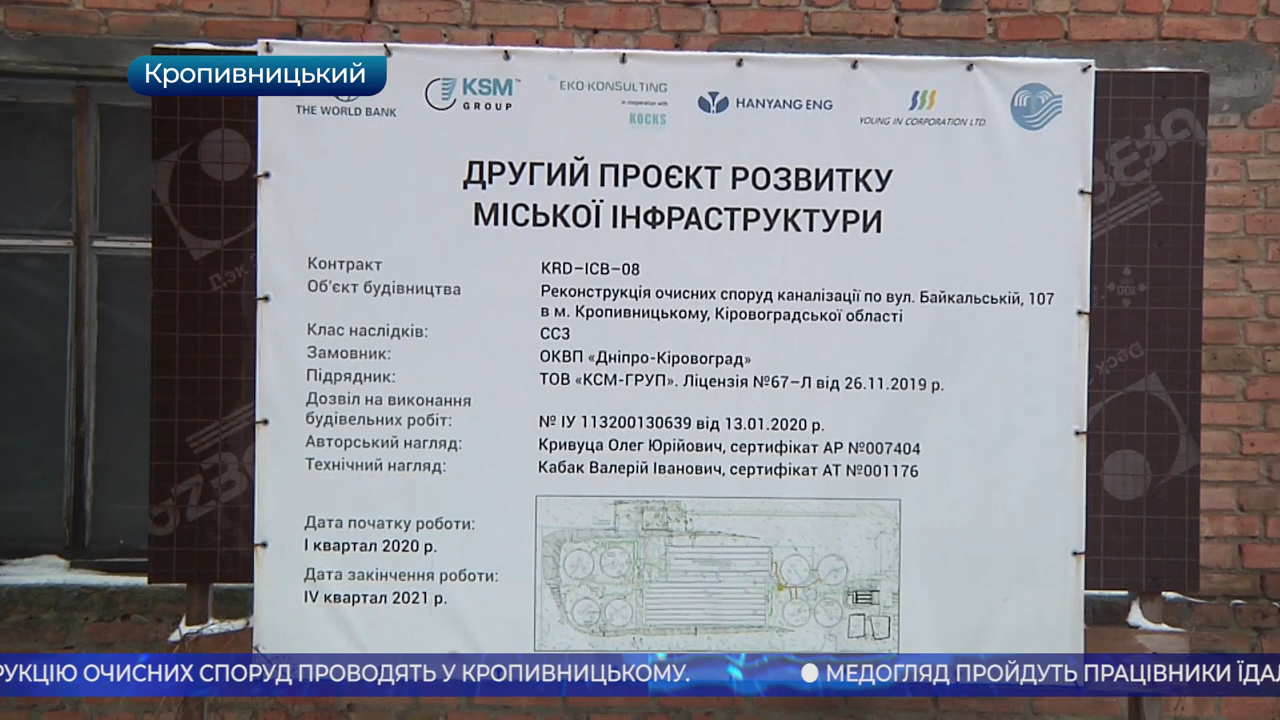 Кропивницький
THE WORLD BANK
KSM™
GROUP
EKO-KONSULTING
in cooperation with
KOCKS
HANYANG ENG
YOUNG IN CORPORATION LTD.
ДРУГИЙ ПРОЄКТ РОЗВИТКУ
МІСЬКОЇ ІНФРАСТРУКТУРИ
Контракт KRD–ICB–08
Об'єкт будівництва Реконструкція очисних споруд каналізації по вул. Байкальській, 107
в м. Кропивницькому, Кіровоградської області
Клас наслідків: СС3
Замовник: ОКВП «Дніпро-Кіровоград»
Підрядник: ТОВ «КСМ-ГРУП». Ліцензія №67–Л від 26.11.2019 р.
Дозвіл на виконання
будівельних робіт: № ІУ 113200130639 від 13.01.2020 р.
Авторський нагляд: Кривуца Олег Юрійович, сертифікат АР №007404
Технічний нагляд: Кабак Валерій Іванович, сертифікат АТ №001176
Дата початку роботи:
I квартал 2020 р.
Дата закінчення роботи:
IV квартал 2021 р.
РУКЦІЮ ОЧИСНИХ СПОРУД ПРОВОДЯТЬ У КРОПИВНИЦЬКОМУ. ● МЕДОГЛЯД ПРОЙДУТЬ ПРАЦІВНИКИ ЇДАЛ